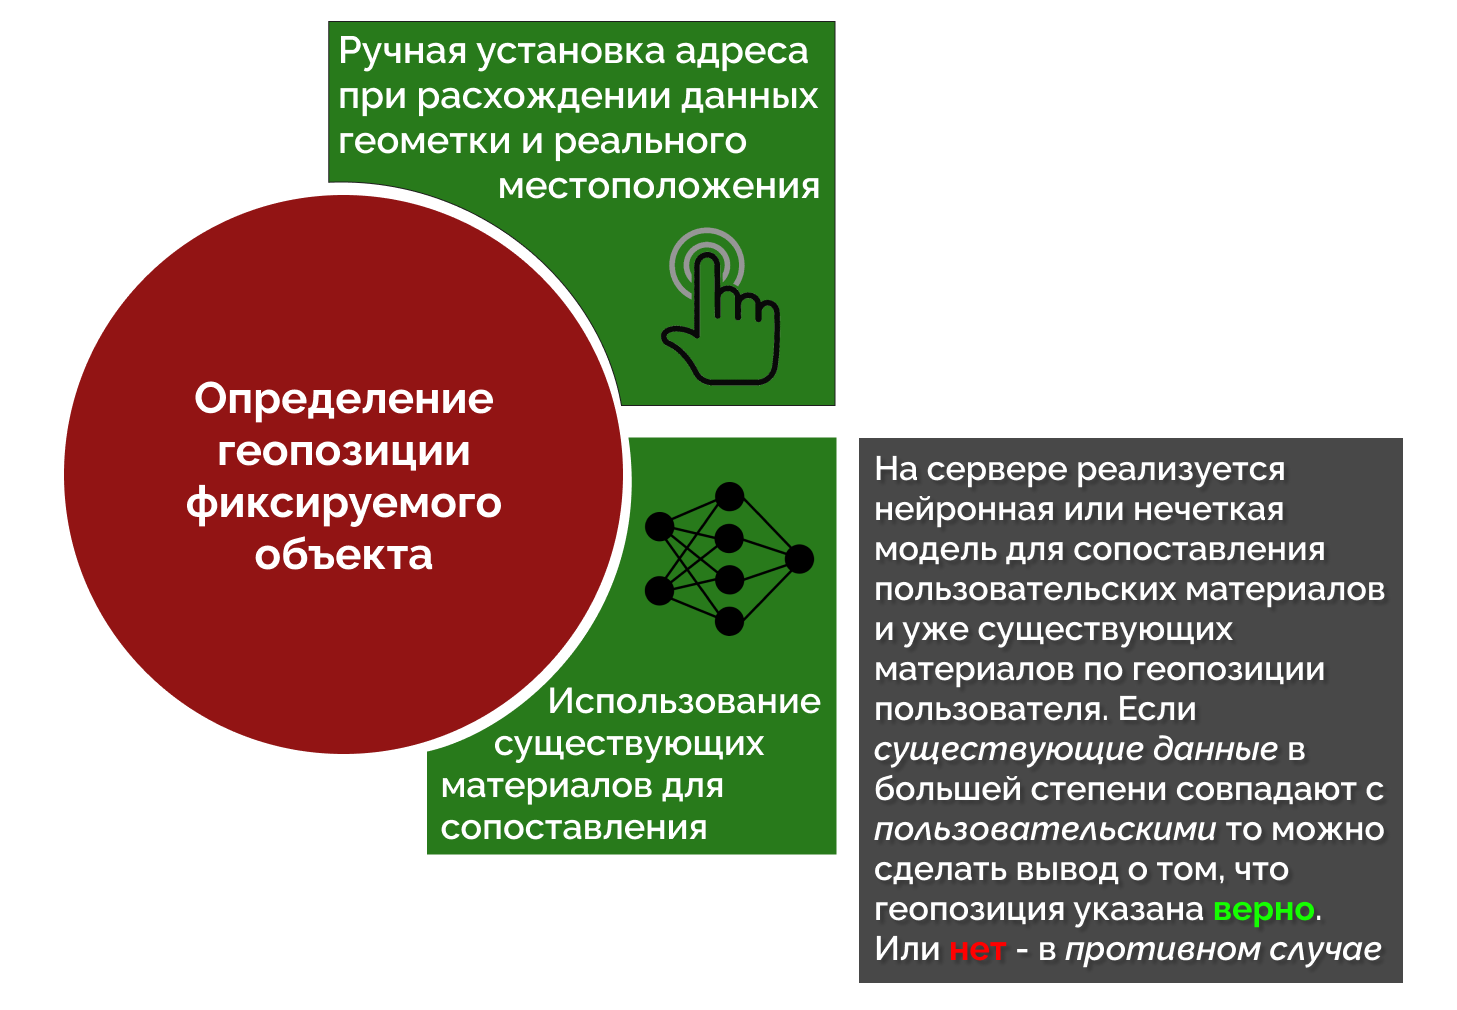 Ручная установка адреса
при расхождении данных
геометки и реального
местоположения
Определение
геопозиции
фиксируемого
объекта
Использование
существующих
материалов для
сопоставления
На сервере реализуется
нейронная или нечеткая
модель для сопоставления
пользовательских материалов
и уже существующих
материалов по геопозиции
пользователя. Если
существующие данные в
большей степени совпадают с
пользовательскими то можно
сделать вывод о том, что
геопозиция указана верно.
Или нет - в противном случае